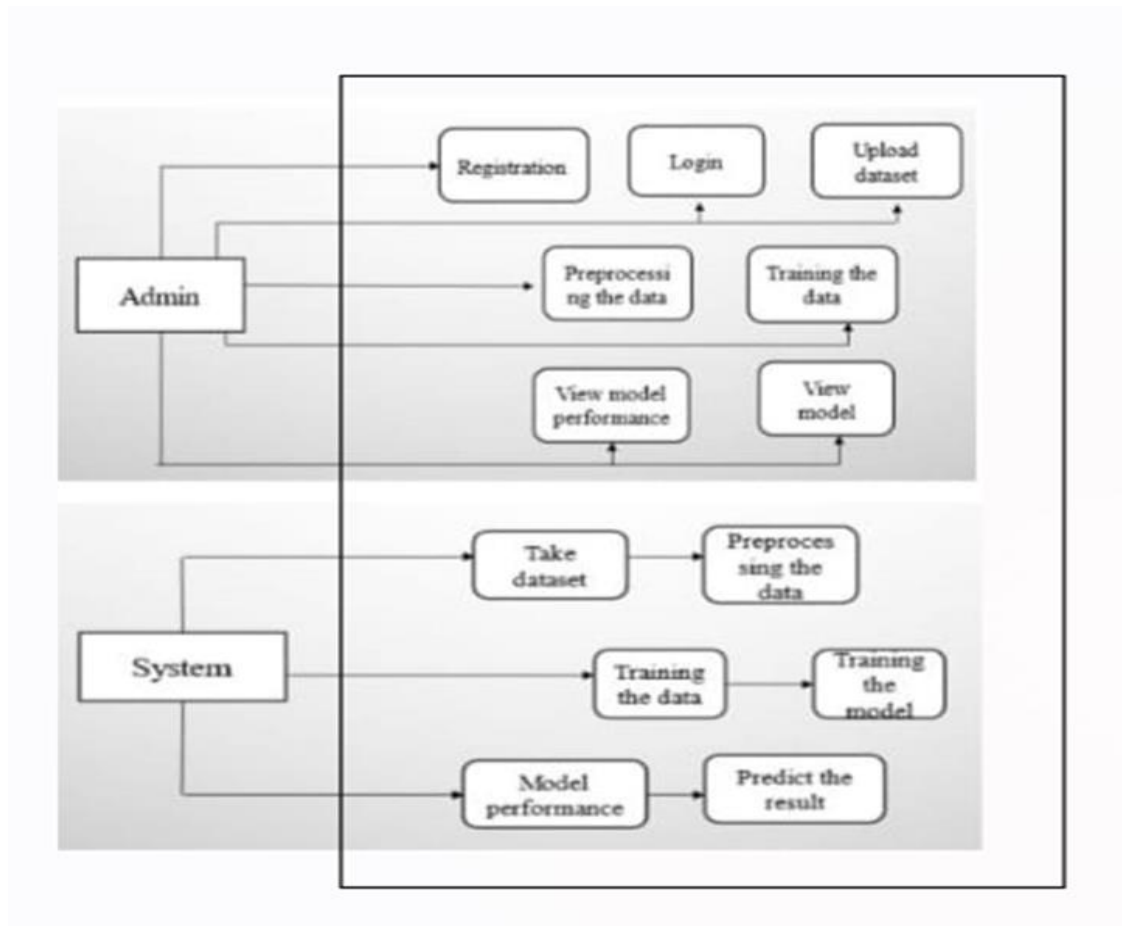 Registration
Login
Upload
dataset
Admin
Preprocessi
ng the data
Training the
data
View model
performance
View
model
Take
dataset
Preproces
sing the
data
System
Training
the data
Training
the
model
Model
performance
Predict the
result